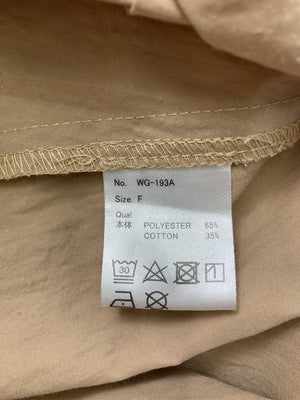 No. WG-193A
Size. F
Qual
本体 POLYESTER 65%
COTTON 35%
30